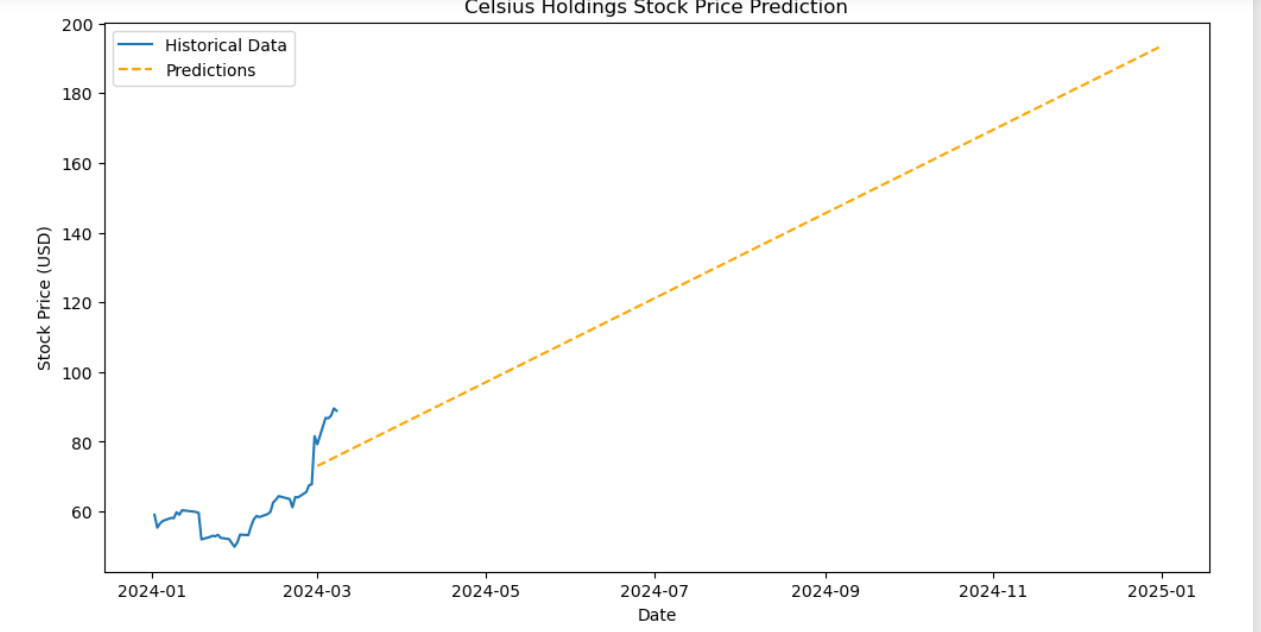 Celsius Holdings Stock Price Prediction
Historical Data
Predictions
Stock Price (USD)
200
180
160
140
120
100
80
60
2024-01 2024-03 2024-05 2024-07 2024-09 2024-11 2025-01
Date